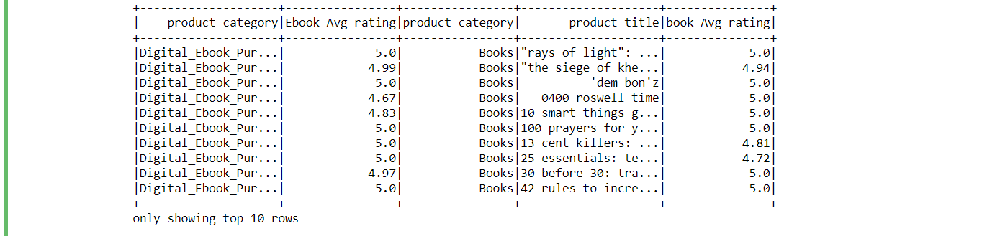 +--------------------+----------------+----------------+--------------------+---------------+
|    product_category|Ebook_Avg_rating|product_category|       product_title|book_Avg_rating|
+--------------------+----------------+----------------+--------------------+---------------+
|Digital_Ebook_Pur...|             5.0|           Books|"rays of light": ...|            5.0|
|Digital_Ebook_Pur...|            4.99|           Books|"the siege of khe...|           4.94|
|Digital_Ebook_Pur...|             5.0|           Books|          'dem bon'z|            5.0|
|Digital_Ebook_Pur...|            4.67|           Books|   0400 roswell time|            5.0|
|Digital_Ebook_Pur...|            4.83|           Books|10 smart things g...|            5.0|
|Digital_Ebook_Pur...|             5.0|           Books|100 prayers for y...|            5.0|
|Digital_Ebook_Pur...|             5.0|           Books|13 cent killers: ...|           4.81|
|Digital_Ebook_Pur...|             5.0|           Books|25 essentials: te...|           4.72|
|Digital_Ebook_Pur...|            4.97|           Books|30 before 30: tra...|            5.0|
|Digital_Ebook_Pur...|             5.0|           Books|42 rules to incre...|            5.0|
+--------------------+----------------+----------------+--------------------+---------------+
only showing top 10 rows